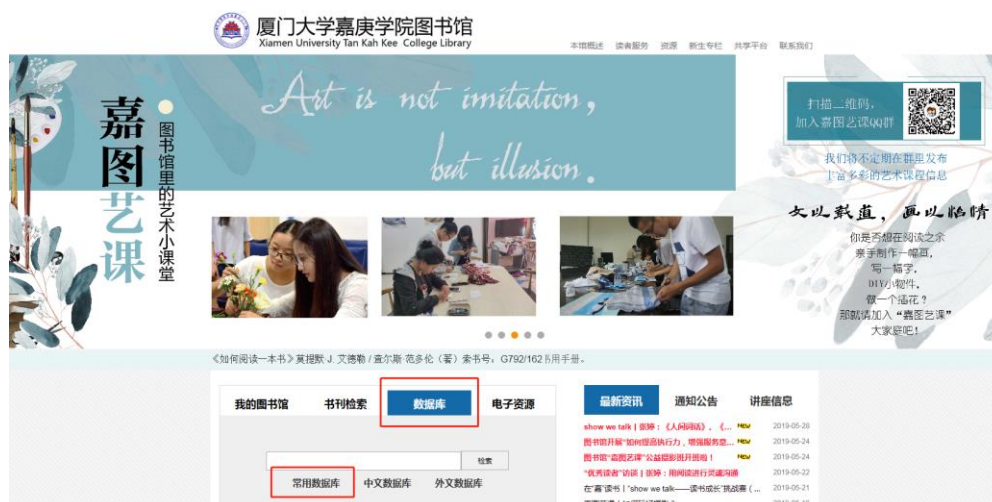 厦门大学嘉庚学院图书馆
Xiamen University Tan Kah Kee College Library
本馆概述 读者服务 资源 新生专栏 共享平台 联系我们
嘉图艺课
图书馆里的艺术小课堂
Art is not imitation,
but illusion.
扫描二维码,
加入嘉图艺课QQ群
我们将不定期在群里发布
丰富多彩的艺术课程信息
文以载道,画以怡情
你是否想在阅读之余
亲手制作一幅画,
写一幅字,
DIY小物件,
做一个插花?
那就请加入“嘉图艺课”
大家庭吧!
《如何阅读一本书》莫提默·J. 艾德勒 / 查尔斯·范多伦（著）索书号：G792/162 书用手册。
我的图书馆 书刊检索 数据库 电子资源
检索
常用数据库 中文数据库 外文数据库
最新资讯 通知公告 讲座信息
show we talk | 张婷：《人间词话》，《... NEW 2019-05-28
图书馆开展“如何提高执行力，增强服务意... NEW 2019-05-24
图书馆“嘉图艺课”公益摄影班开班啦！ NEW 2019-05-24
“优秀读者”访谈 | 张婷：用阅读进行灵魂沟通 2019-05-22
在“嘉”读书 | “show we talk——读书成长”挑战赛 ( ... 2019-05-21